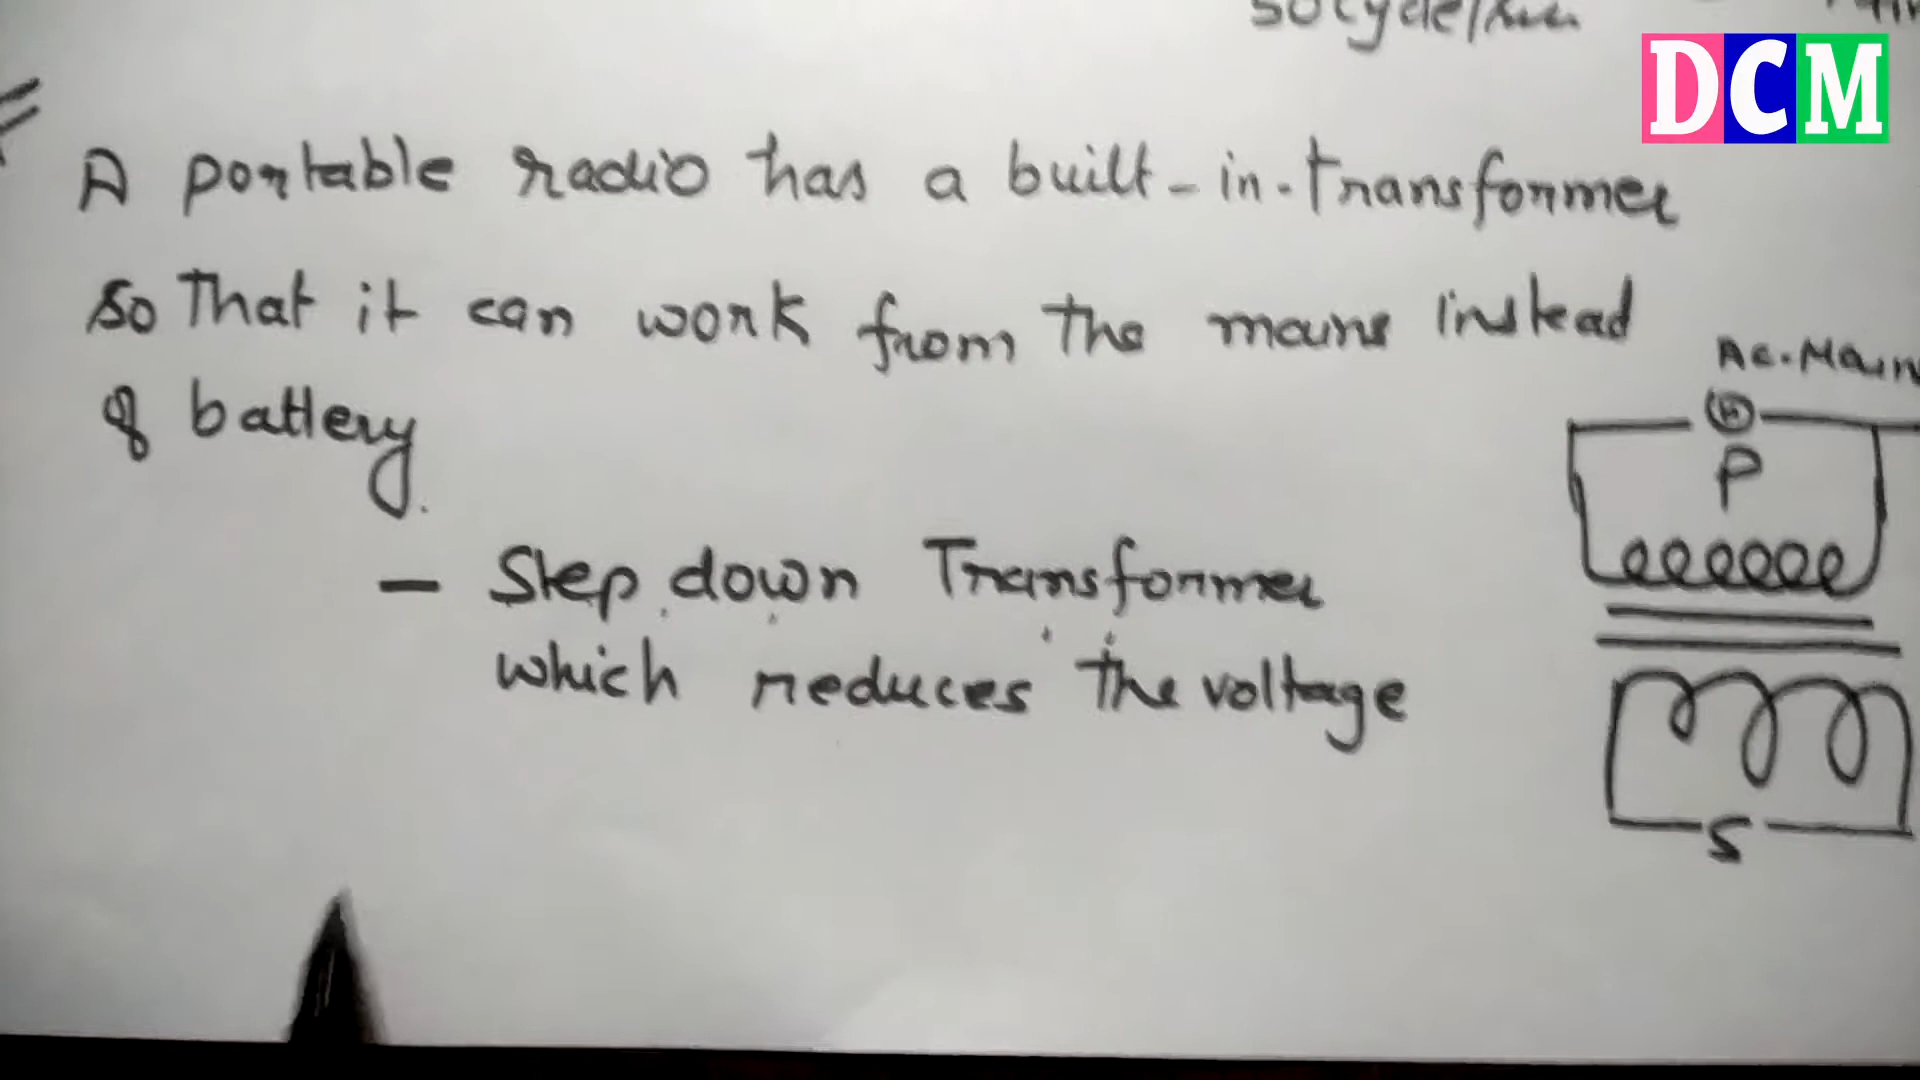 DCM
A portable radio has a built-in-transformer
so that it can work from the mains instead
of battery.
Ac. Main
P
- Step down Transformer
which reduces the voltage
S